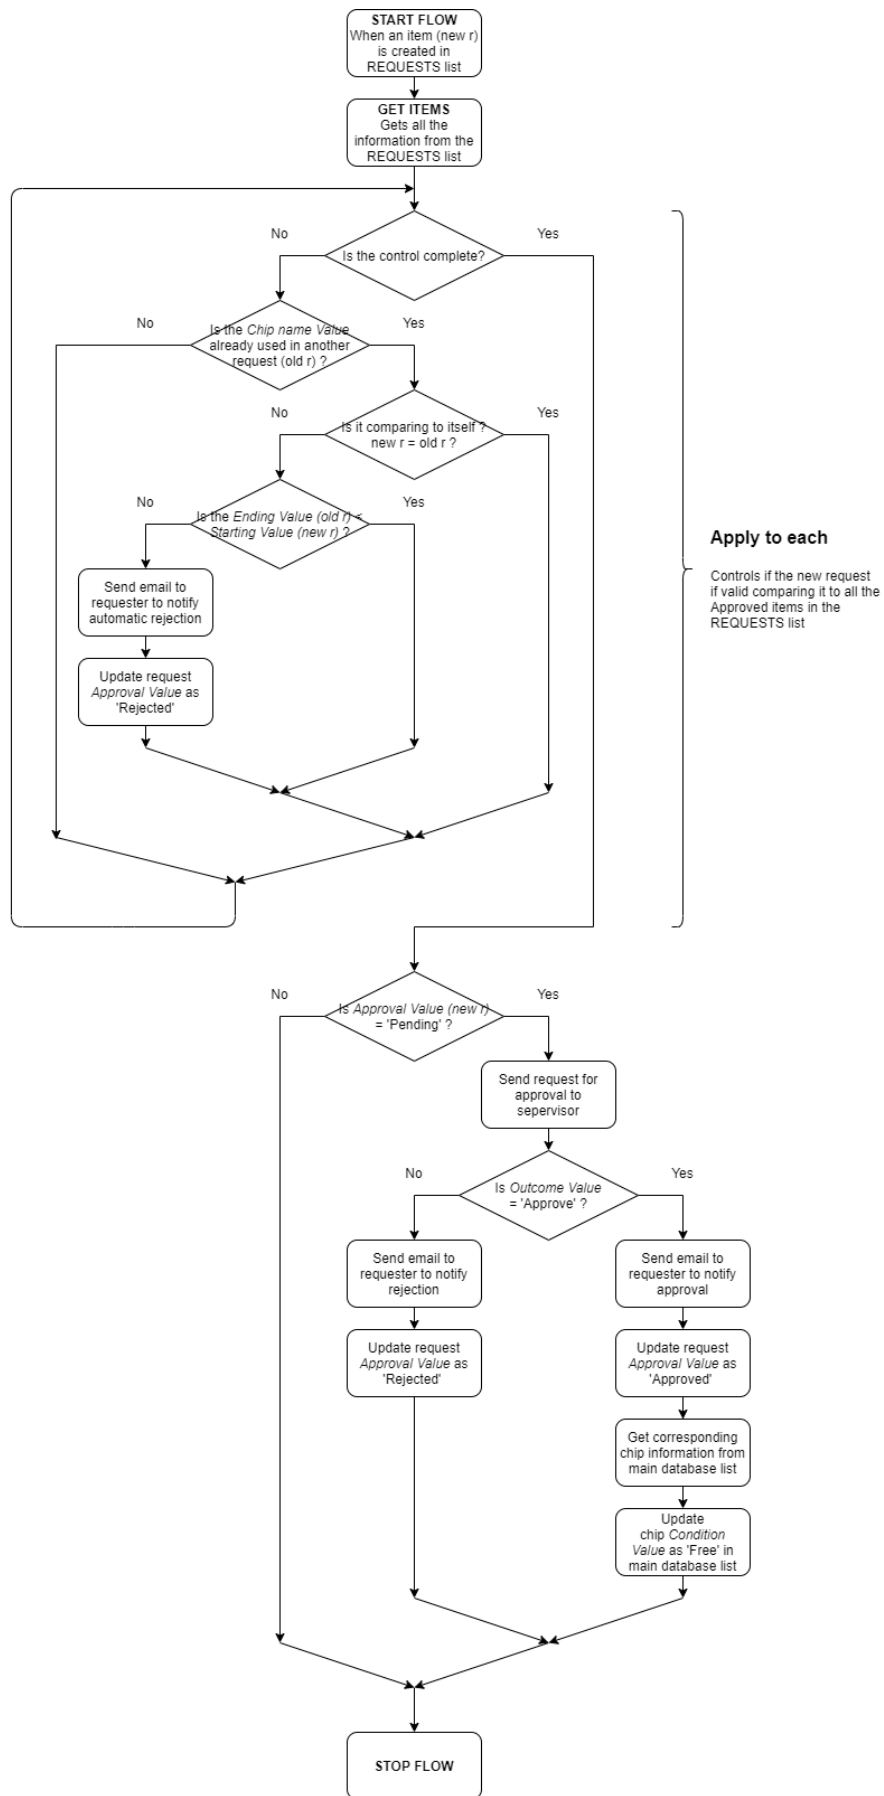 START FLOW
When an item (new r)
is created in
REQUESTS list
GET ITEMS
Gets all the
information from the
REQUESTS list
No
Yes
Is the control complete?
No
Yes
Is the Chip name Value
already used in another
request (old r) ?
No
Yes
Is it comparing to itself ?
new r = old r ?
No
Yes
Is the Ending Value (old r) <
Starting Value (new r) ?
Send email to
requester to notify
automatic rejection
Update request
Approval Value as
'Rejected'
Apply to each
Controls if the new request
if valid comparing it to all the
Approved items in the
REQUESTS list
No
Yes
Is Approval Value (new r)
= 'Pending' ?
Send request for
approval to
sepervisor
No
Yes
Is Outcome Value
= 'Approve' ?
Send email to
requester to notify
rejection
Update request
Approval Value as
'Rejected'
Send email to
requester to notify
approval
Update request
Approval Value as
'Approved'
Get corresponding
chip information from
main database list
Update
chip Condition
Value as 'Free' in
main database list
STOP FLOW